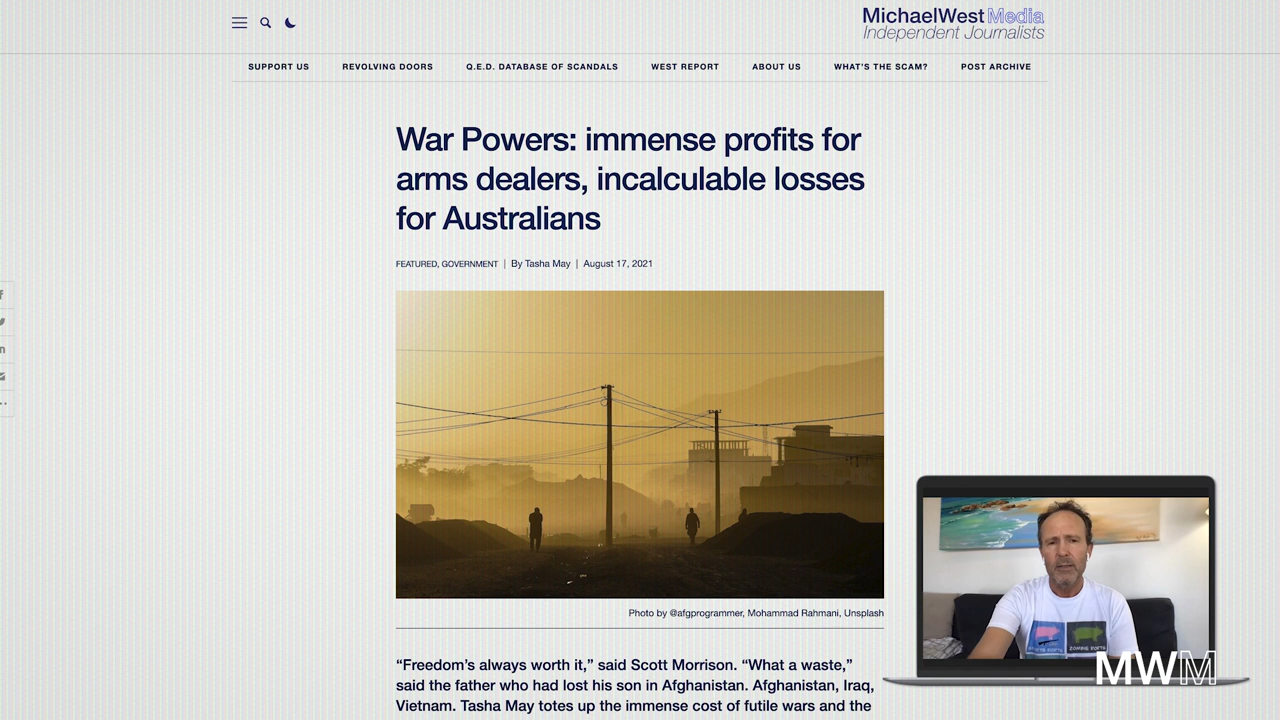 MichaelWest Media
Independent Journalists
SUPPORT US
REVOLVING DOORS
Q.E.D. DATABASE OF SCANDALS
WEST REPORT
ABOUT US
WHAT'S THE SCAM?
POST ARCHIVE
War Powers: immense profits for
arms dealers, incalculable losses
for Australians
FEATURED, GOVERNMENT | By Tasha May | August 17, 2021
Photo by @afgprogrammer, Mohammad Rahmani, Unsplash
“Freedom’s always worth it,” said Scott Morrison. “What a waste,”
said the father who had lost his son in Afghanistan. Afghanistan, Iraq,
Vietnam. Tasha May totes up the immense cost of futile wars and the
ZOMBIE
MWM